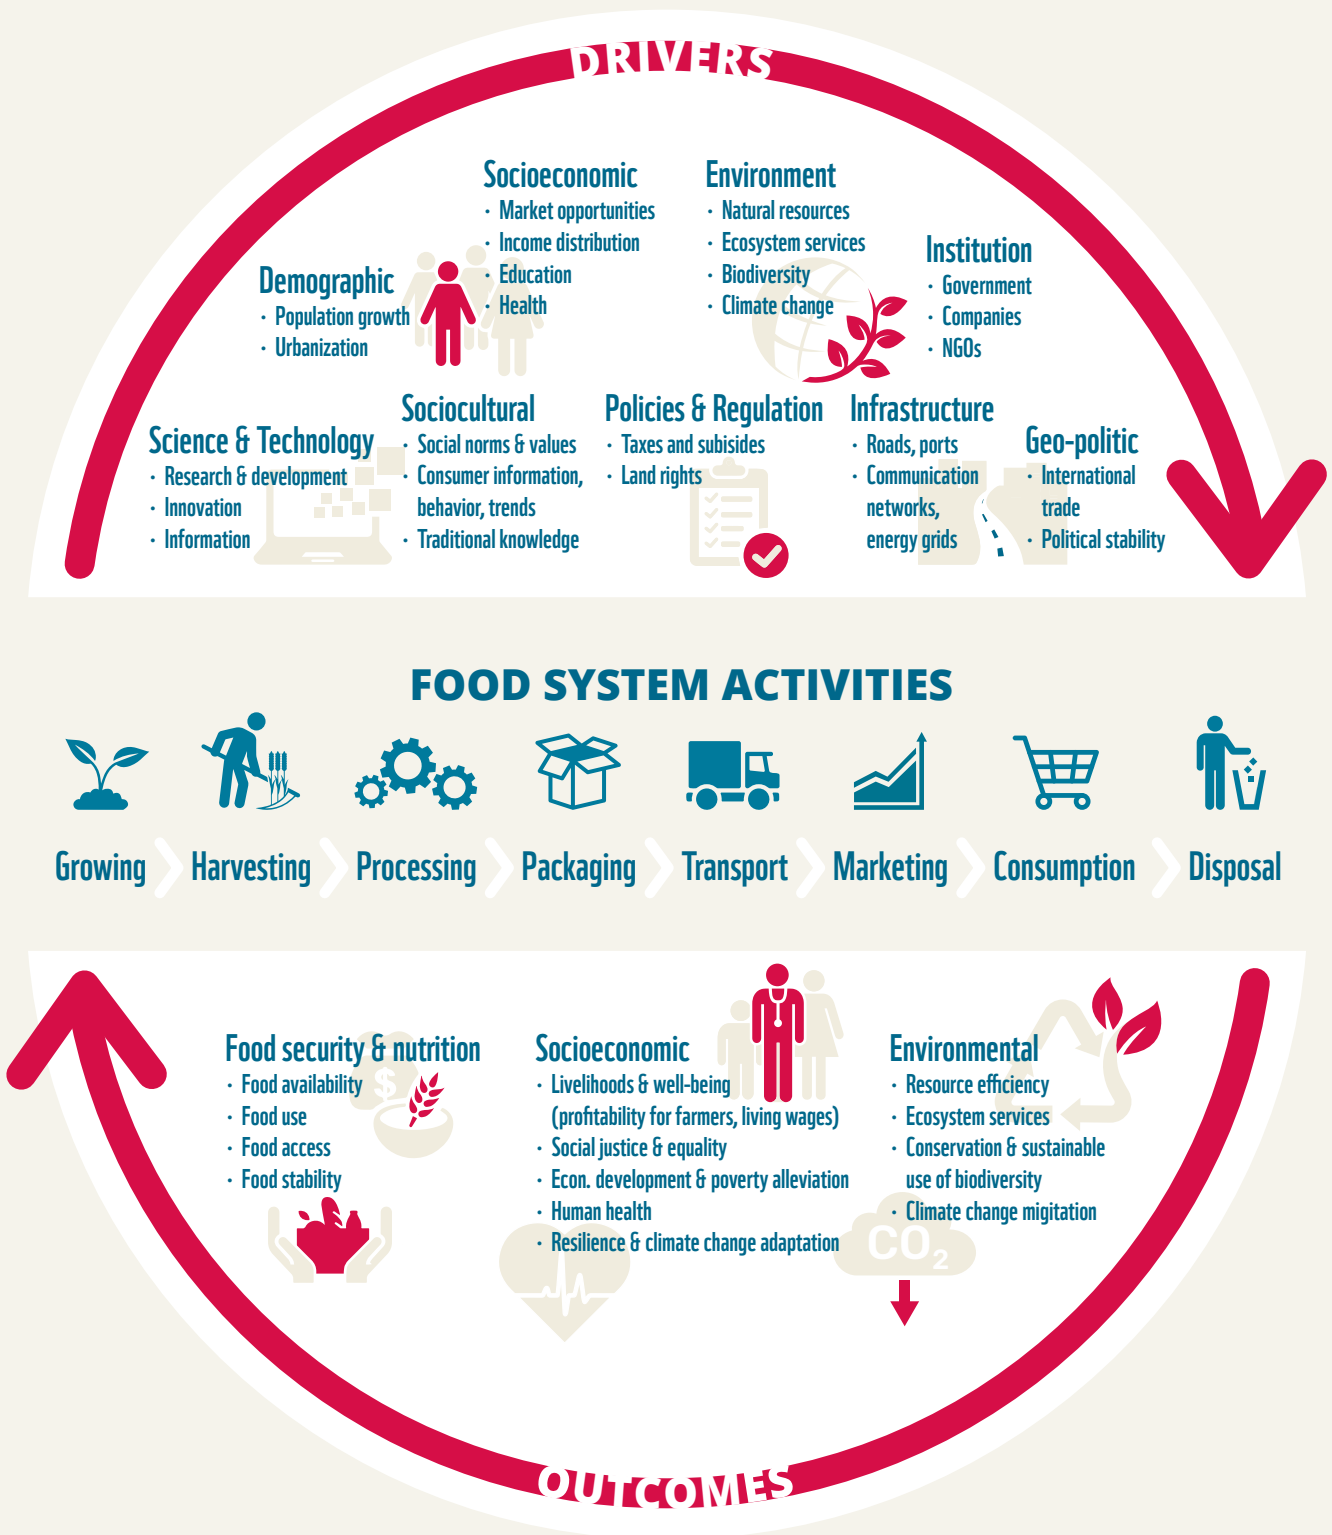 DRIVERS
Socioeconomic
· Market opportunities
· Income distribution
· Education
· Health
Environment
· Natural resources
· Ecosystem services
· Biodiversity
· Climate change
Demographic
· Population growth
· Urbanization
Institution
· Government
· Companies
· NGOs
Science & Technology
· Research & development
· Innovation
· Information
Sociocultural
· Social norms & values
· Consumer information,
behavior, trends
· Traditional knowledge
Policies & Regulation
· Taxes and subisides
· Land rights
Infrastructure
· Roads, ports
· Communication
networks,
energy grids
Geo-politic
· International
trade
· Political stability
FOOD SYSTEM ACTIVITIES
Growing
Harvesting
Processing
Packaging
Transport
Marketing
Consumption
Disposal
Food security & nutrition
· Food availability
· Food use
· Food access
· Food stability
$
Socioeconomic
· Livelihoods & well-being
(profitability for farmers, living wages)
· Social justice & equality
· Econ. development & poverty alleviation
· Human health
· Resilience & climate change adaptation
Environmental
· Resource efficiency
· Ecosystem services
· Conservation & sustainable
use of biodiversity
· Climate change migitation
CO2
OUTCOMES